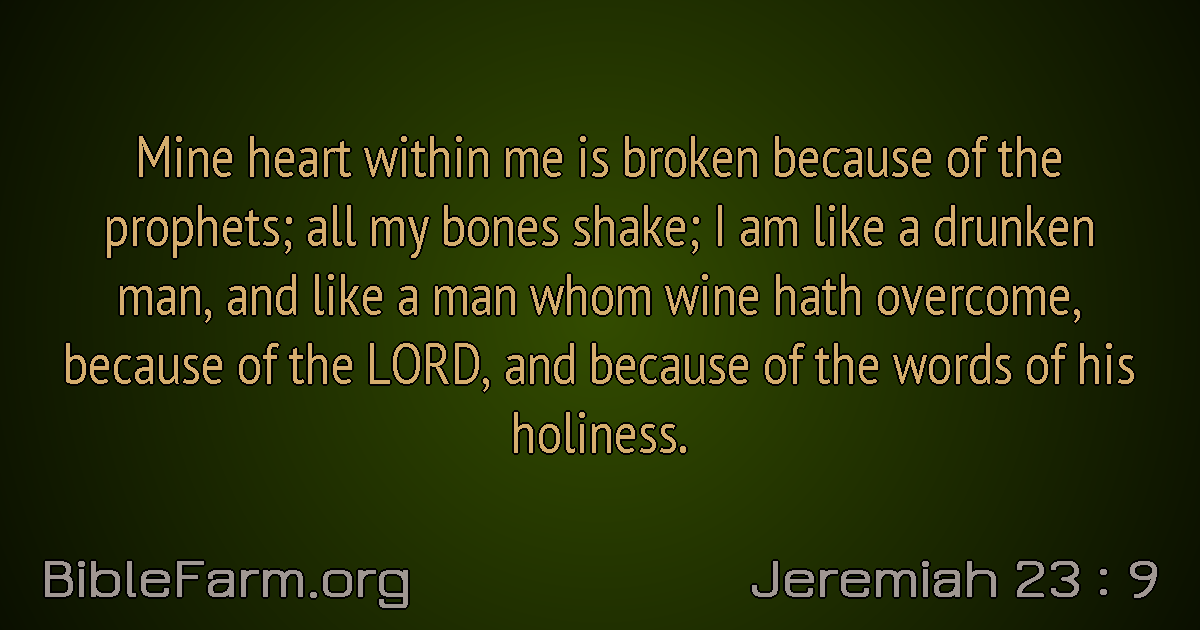 Mine heart within me is broken because of the
prophets; all my bones shake; I am like a drunken
man, and like a man whom wine hath overcome,
because of the LORD, and because of the words of his
holiness.
BibleFarm.org
Jeremiah 23 : 9